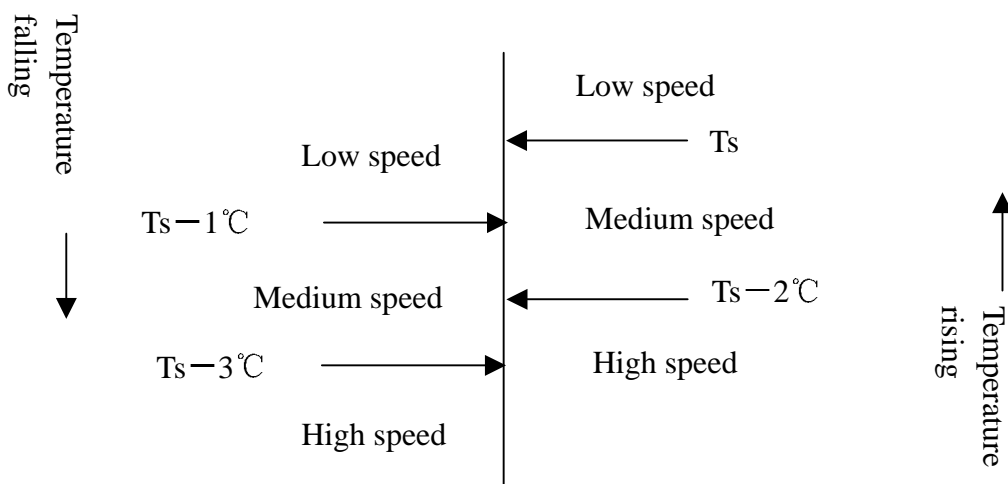 Temperature
falling
Low speed
Ts
Low speed
Ts－1℃
Medium speed
Medium speed
Ts－2℃
Ts－3℃
High speed
High speed
Temperature
rising